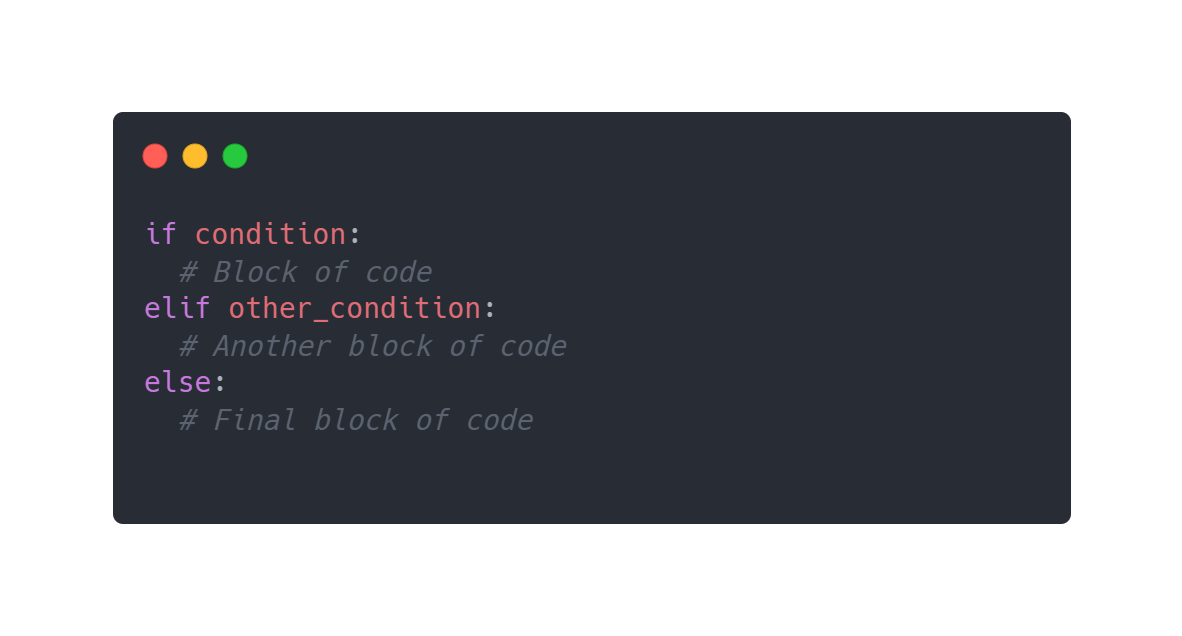 if condition:
  # Block of code
elif other_condition:
  # Another block of code
else:
  # Final block of code